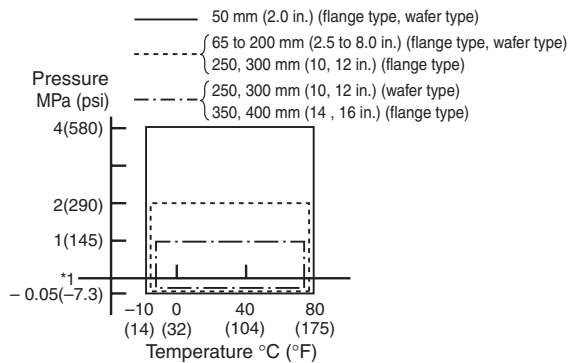 50 mm (2.0 in.) (flange type, wafer type)
65 to 200 mm (2.5 to 8.0 in.) (flange type, wafer type)
250, 300 mm (10, 12 in.) (flange type)
250, 300 mm (10, 12 in.) (wafer type)
350, 400 mm (14 , 16 in.) (flange type)
Pressure
MPa (psi)
4(580)
2(290)
1(145)
*1
– 0.05(–7.3)
–10 0 40 80
(14) (32) (104) (175)
Temperature °C (°F)